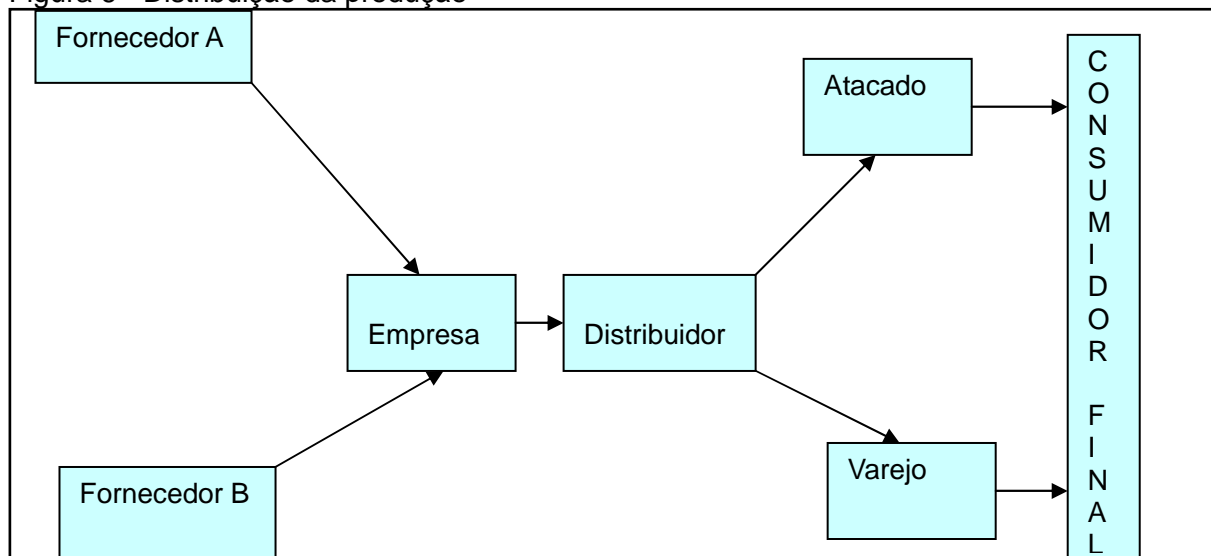 Fornecedor A
Atacado
Empresa
Distribuidor
Varejo
Fornecedor B
C
O
N
S
U
M
I
D
O
R
F
I
N
A
L